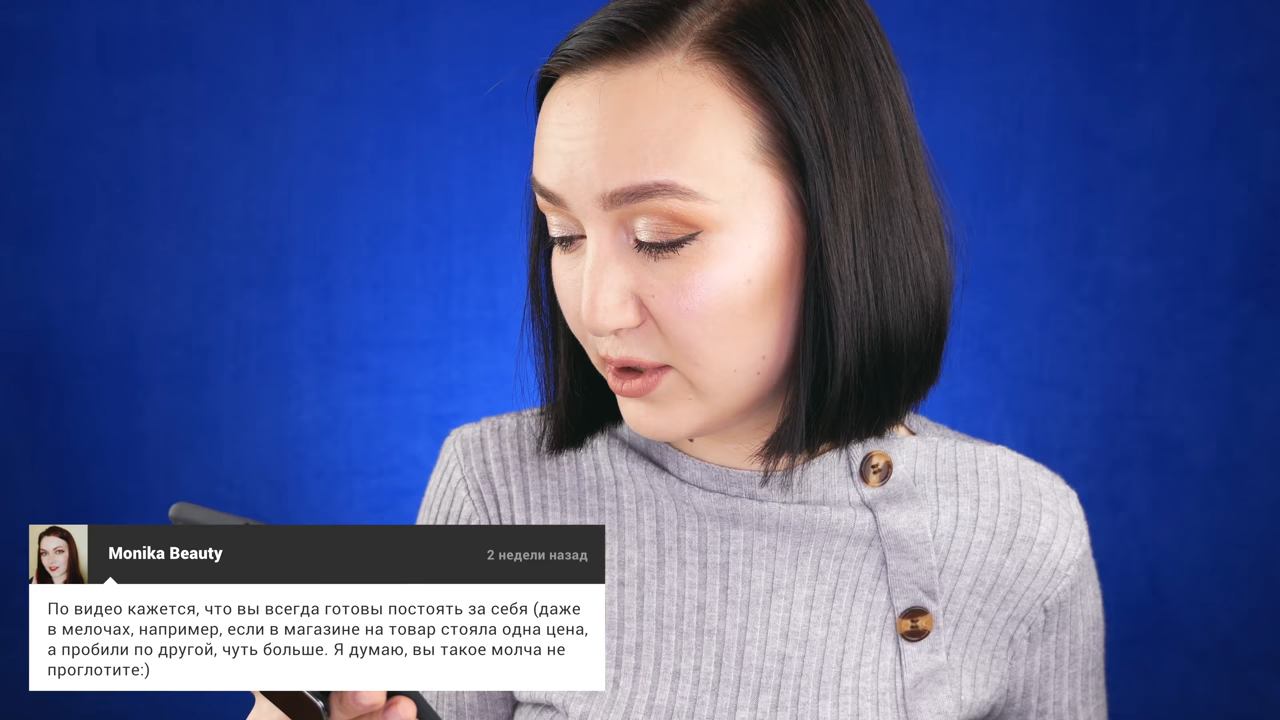 Monika Beauty
2 недели назад
По видео кажется, что вы всегда готовы постоять за себя (даже
в мелочах, например, если в магазине на товар стояла одна цена,
а пробили по другой, чуть больше. Я думаю, вы такое молча не
проглотите:)